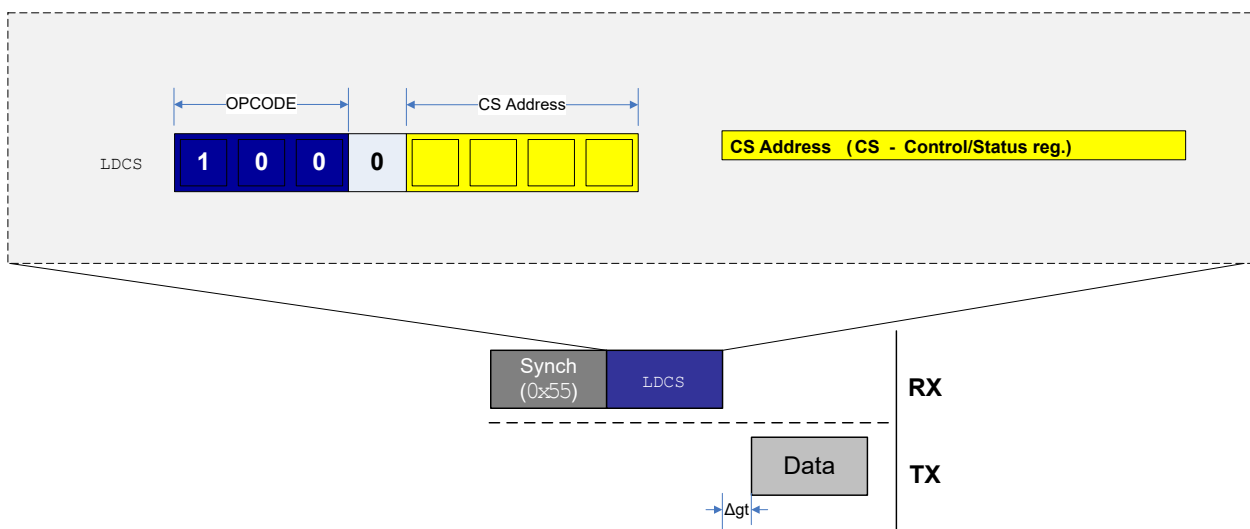 OPCODE
CS Address
LDCS
1 0 0 0
CS Address (CS - Control/Status reg.)
Synch
(0x55)
LDCS
RX
Data
TX
Δgt